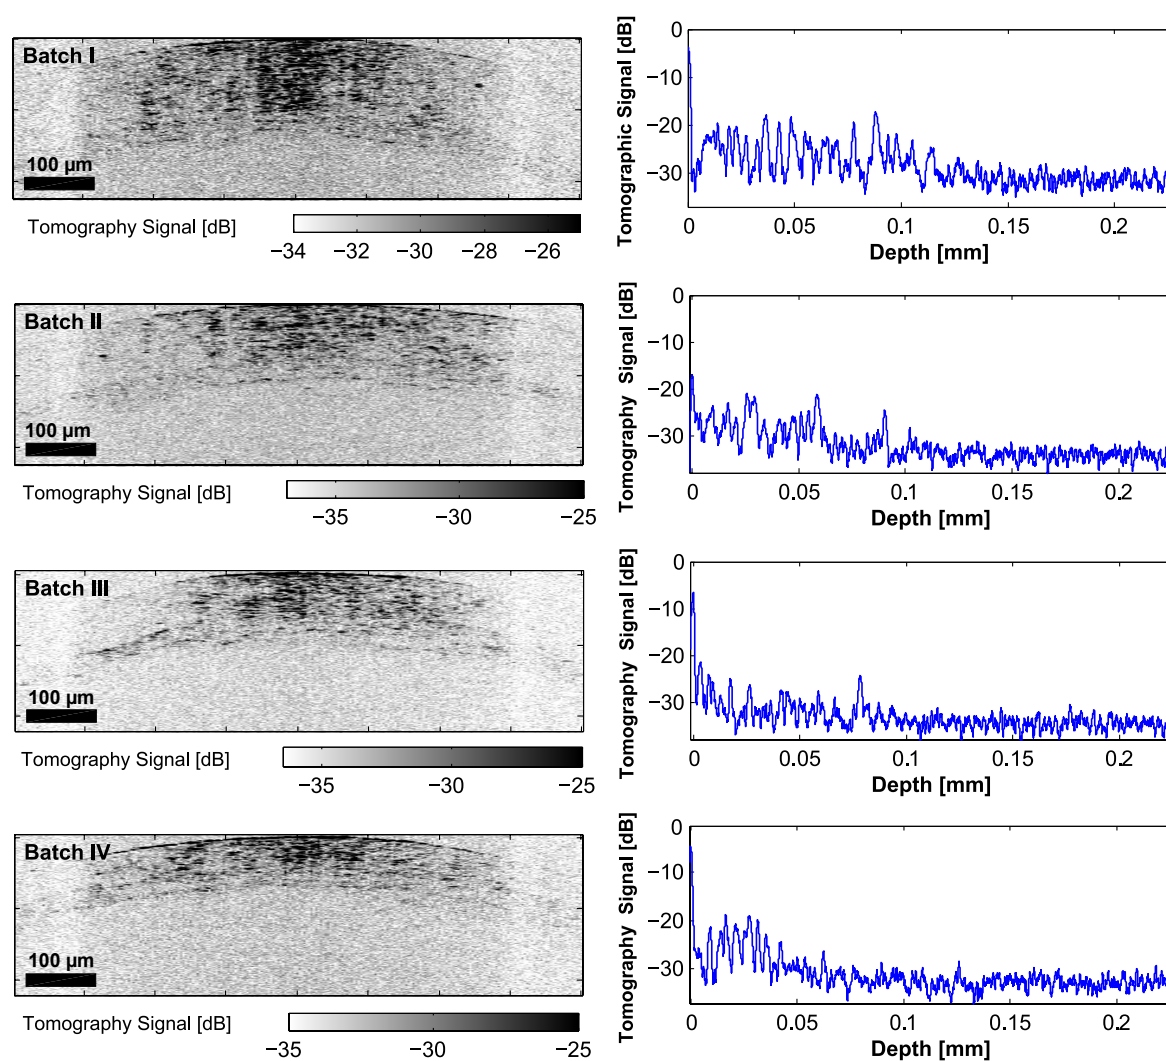 Batch I
100 µm
Tomography Signal [dB]
−34 −32 −30 −28 −26
Tomographic Signal [dB]
0
−10
−20
−30
0 0.05 0.1 0.15 0.2
Depth [mm]
Batch II
100 µm
Tomography Signal [dB]
−35 −30 −25
Tomography Signal [dB]
0
−10
−20
−30
0 0.05 0.1 0.15 0.2
Depth [mm]
Batch III
100 µm
Tomography Signal [dB]
−35 −30 −25
Tomography Signal [dB]
0
−10
−20
−30
0 0.05 0.1 0.15 0.2
Depth [mm]
Batch IV
100 µm
Tomography Signal [dB]
−35 −30 −25
Tomography Signal [dB]
0
−10
−20
−30
0 0.05 0.1 0.15 0.2
Depth [mm]